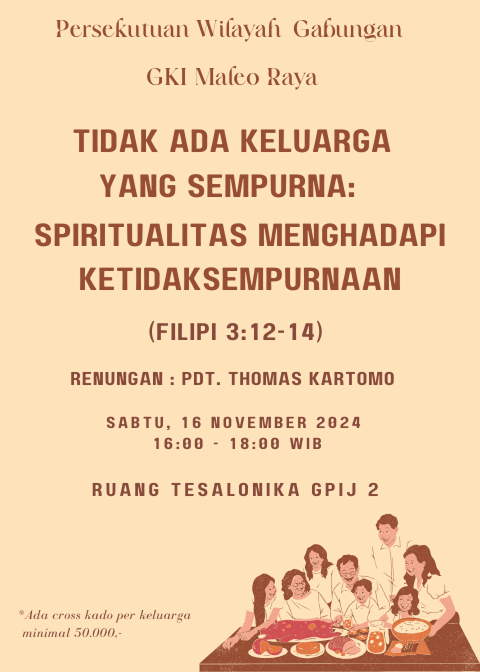 Persekutuan Wilayah Gabungan
GKI Maleo Raya
TIDAK ADA KELUARGA
YANG SEMPURNA:
SPIRITUALITAS MENGHADAPI
KETIDAKSEMPURNAAN
(FILIPI 3:12-14)
RENUNGAN : PDT. THOMAS KARTOMO
SABTU, 16 NOVEMBER 2024
16:00 - 18:00 WIB
RUANG TESALONIKA GPIJ 2
*Ada cross kado per keluarga
minimal 50.000,-